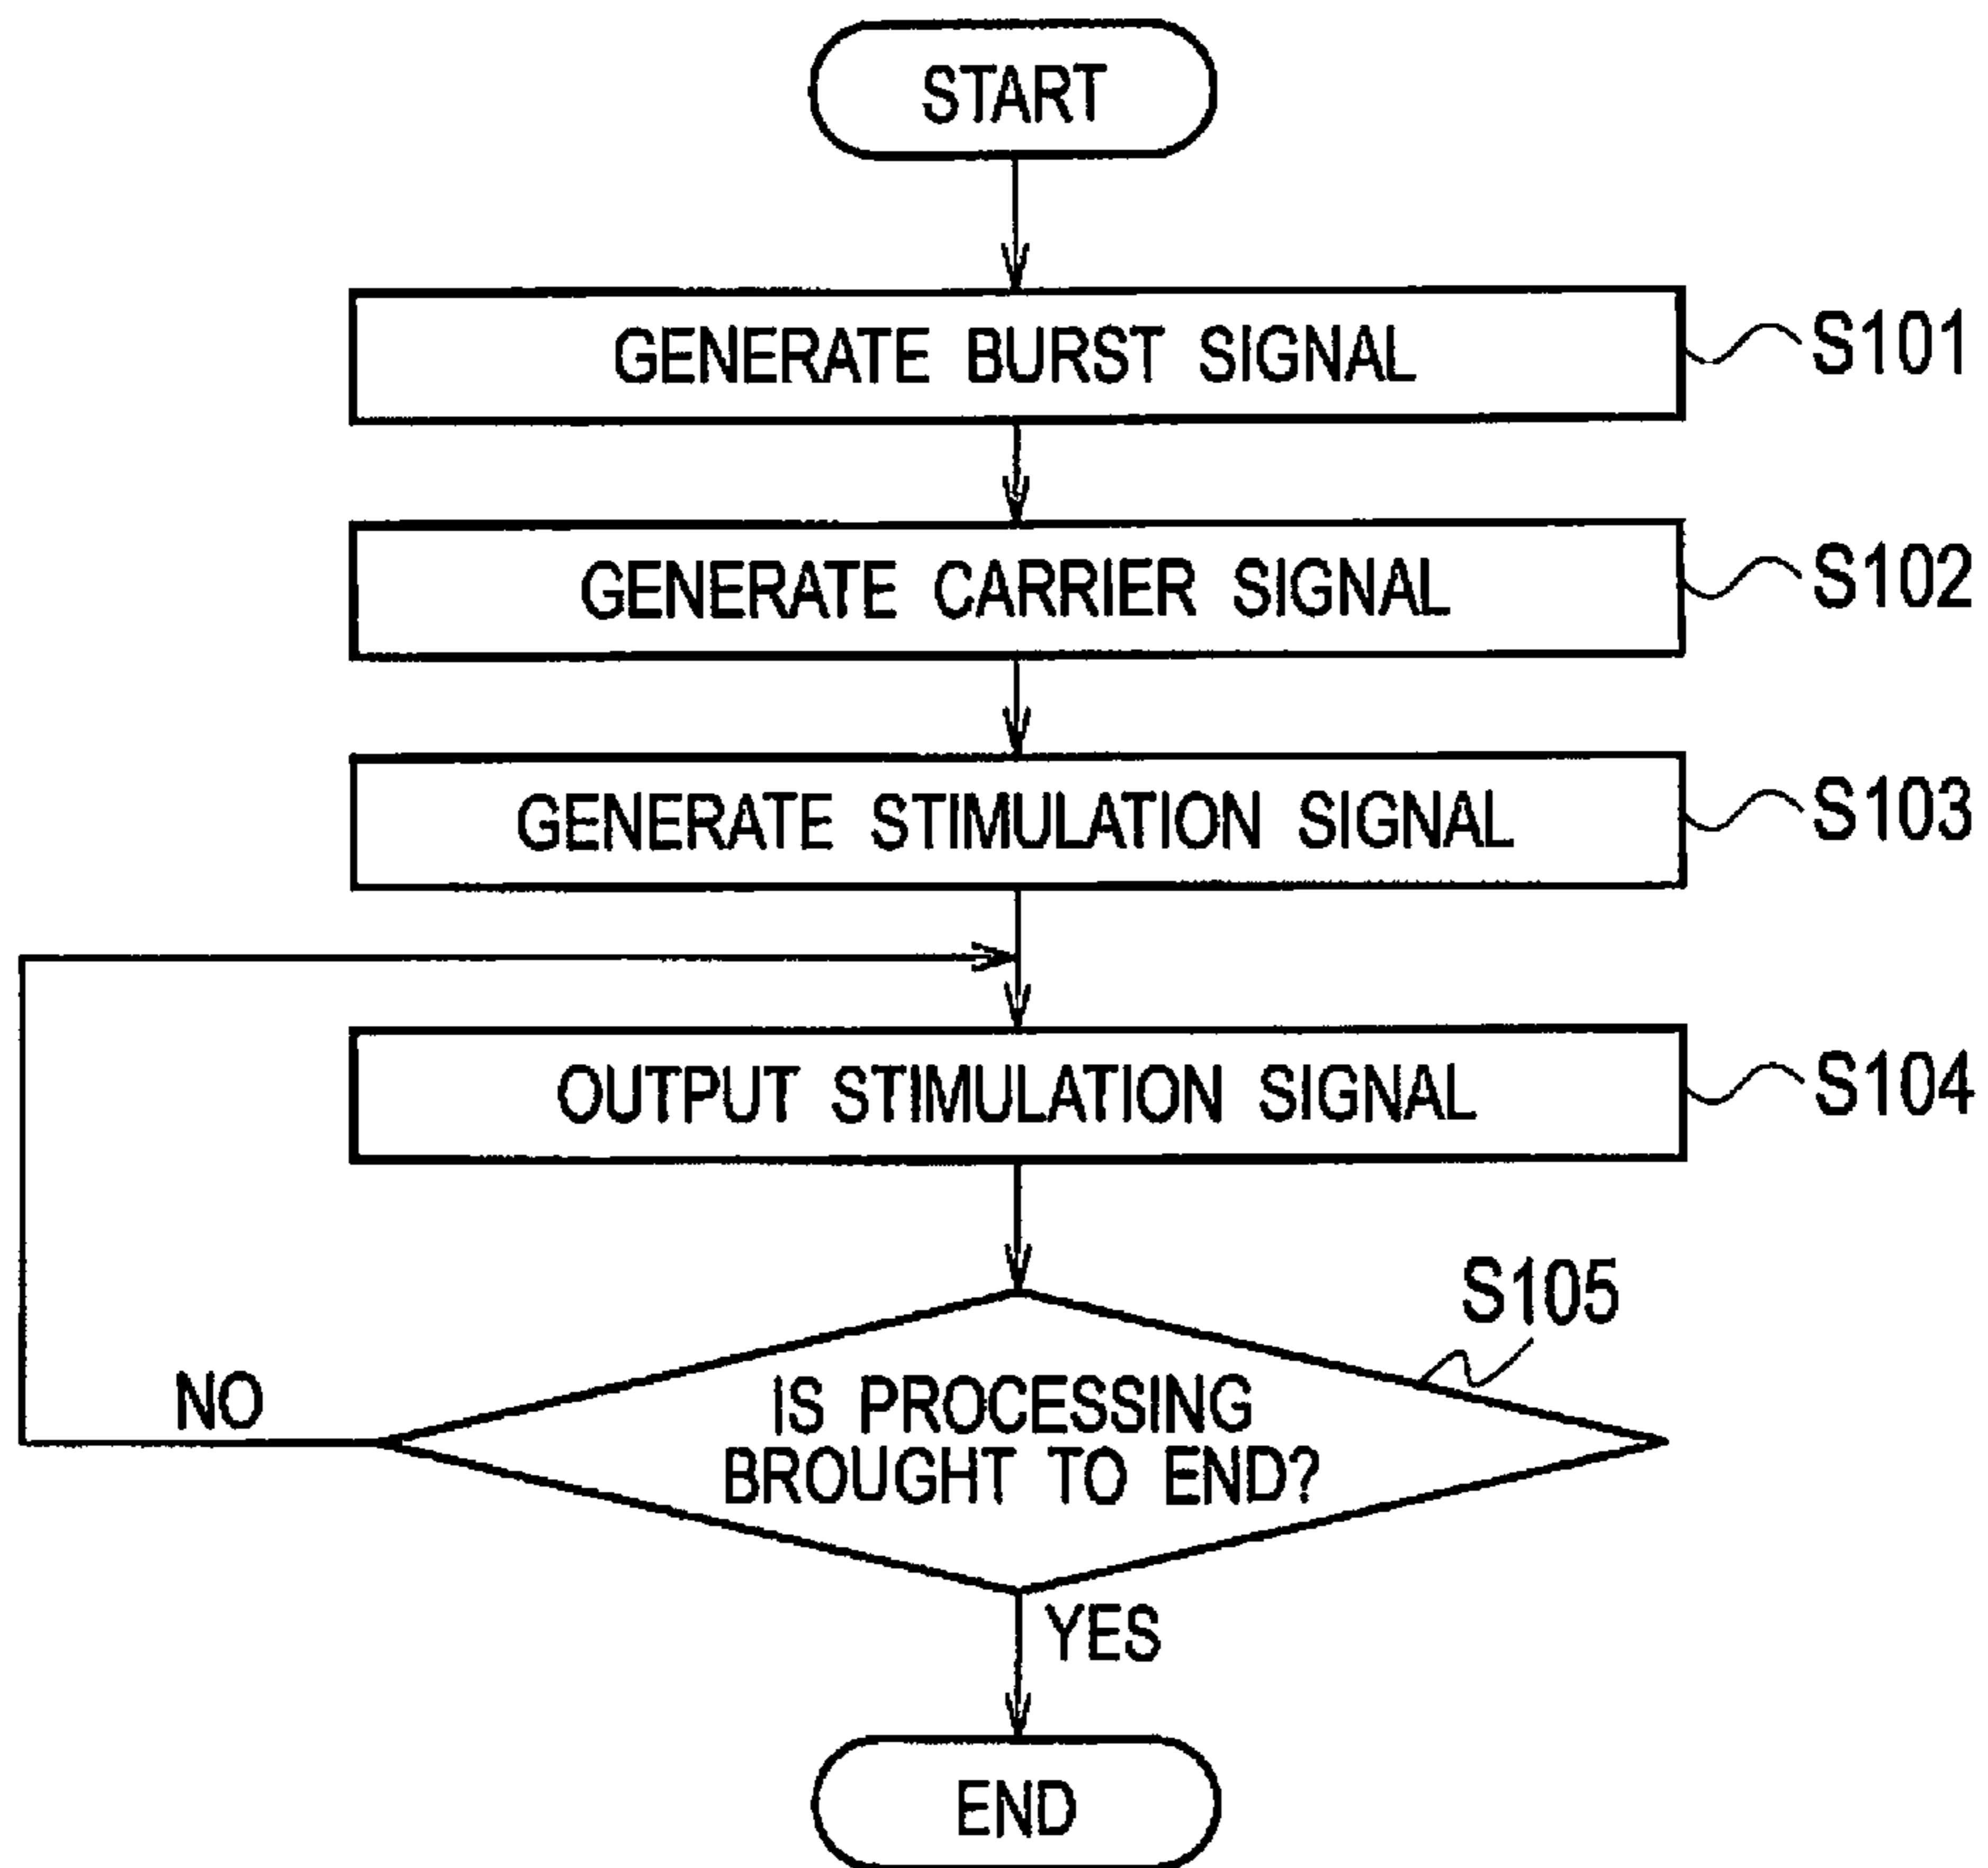 START
GENERATE BURST SIGNAL
S101
GENERATE CARRIER SIGNAL
S102
GENERATE STIMULATION SIGNAL
S103
OUTPUT STIMULATION SIGNAL
S104
S105
IS PROCESSING
BROUGHT TO END?
NO
YES
END